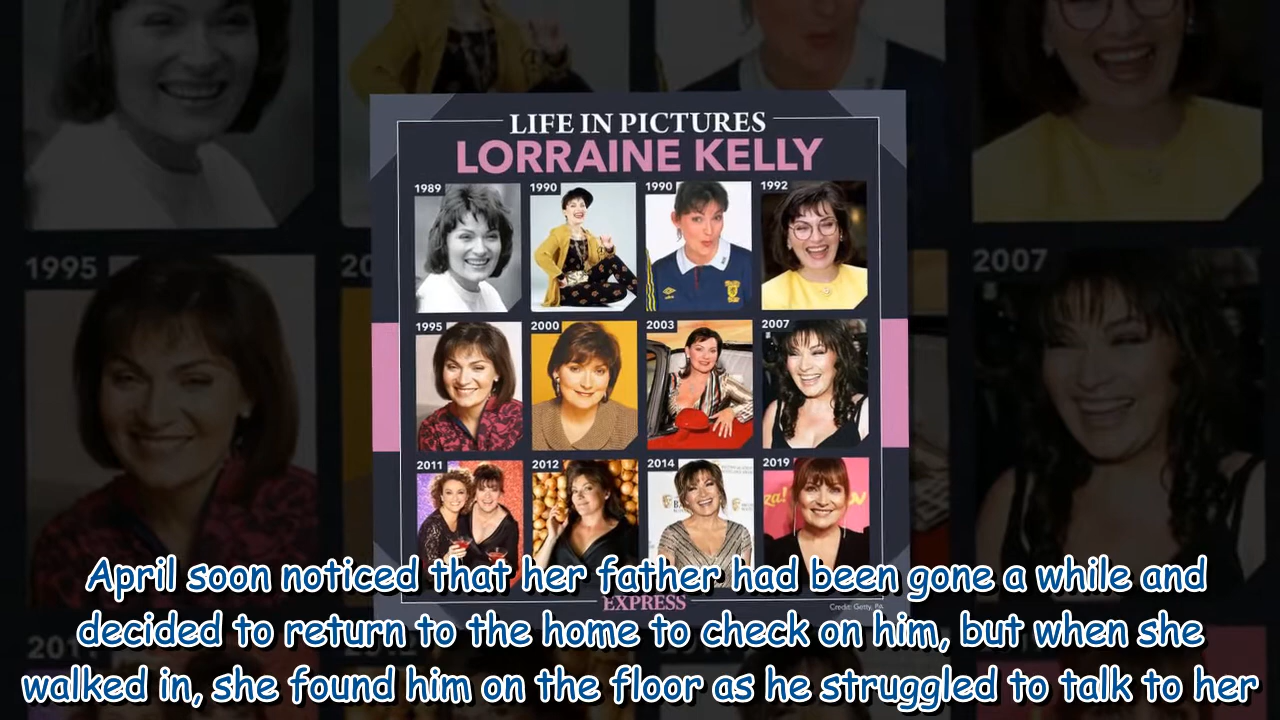 LIFE IN PICTURES
LORRAINE KELLY
1989 1990 1990 1992
1995 2000 2003 2007
2011 2012 2014 2019
1995
2007
April soon noticed that her father had been gone a while and
EXPRESS
Credit: Getty, PA
decided to return to the home to check on him, but when she
walked in, she found him on the floor as he struggled to talk to her